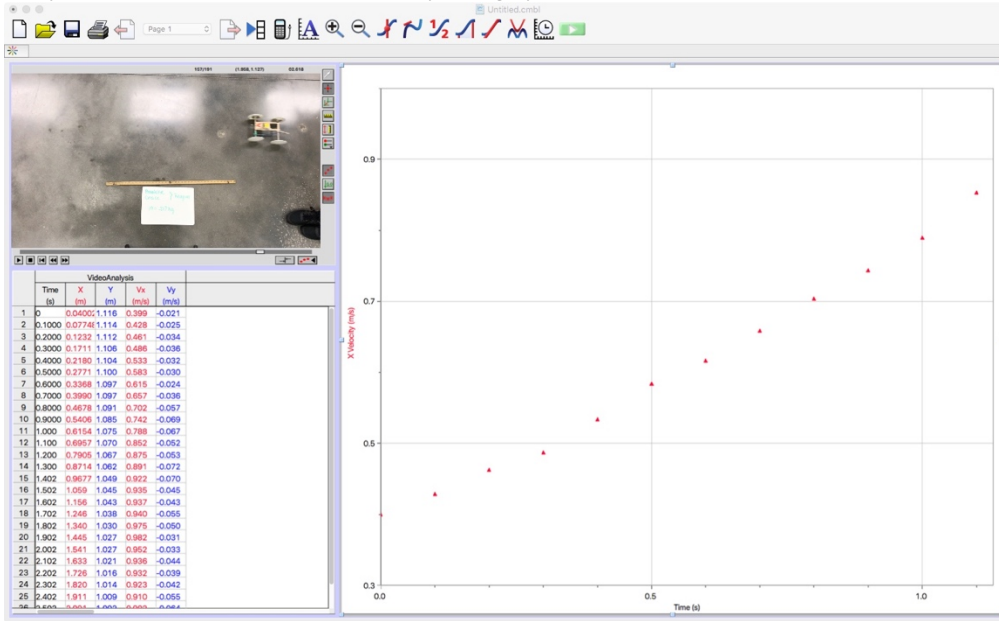 Untitled.cmbl
Page 1
157/191 (1.058, 1.137)
VideoAnalysis
Time X Y Vx Vy
(s) (m) (m) (m/s) (m/s)
1 0 0.04002 1.116 0.399 -0.021
2 0.1000 0.0774 1.114 0.428 -0.025
3 0.2000 0.1232 1.112 0.461 -0.034
4 0.3000 0.1711 1.106 0.486 -0.036
5 0.4000 0.2180 1.104 0.533 -0.032
6 0.5000 0.2771 1.100 0.583 -0.030
7 0.6000 0.3368 1.097 0.615 -0.024
8 0.7000 0.3990 1.097 0.657 -0.036
9 0.8000 0.4678 1.091 0.702 -0.057
10 0.9000 0.5406 1.085 0.742 -0.069
11 1.000 0.6154 1.075 0.788 -0.067
12 1.100 0.6957 1.070 0.852 -0.052
13 1.200 0.7905 1.067 0.875 -0.053
14 1.300 0.8714 1.062 0.891 -0.072
15 1.402 0.9677 1.049 0.922 -0.070
16 1.502 1.059 1.045 0.935 -0.045
17 1.602 1.156 1.043 0.937 -0.043
18 1.702 1.246 1.038 0.940 -0.055
19 1.802 1.340 1.030 0.975 -0.050
20 1.902 1.445 1.027 0.982 -0.031
21 2.002 1.541 1.027 0.952 -0.033
22 2.102 1.633 1.021 0.936 -0.044
23 2.202 1.726 1.016 0.932 -0.039
24 2.302 1.820 1.014 0.923 -0.042
25 2.402 1.911 1.009 0.910 -0.055
X Velocity (m/s)
0.9
0.7
0.5
0.3
0.0 0.5 1.0
Time (s)